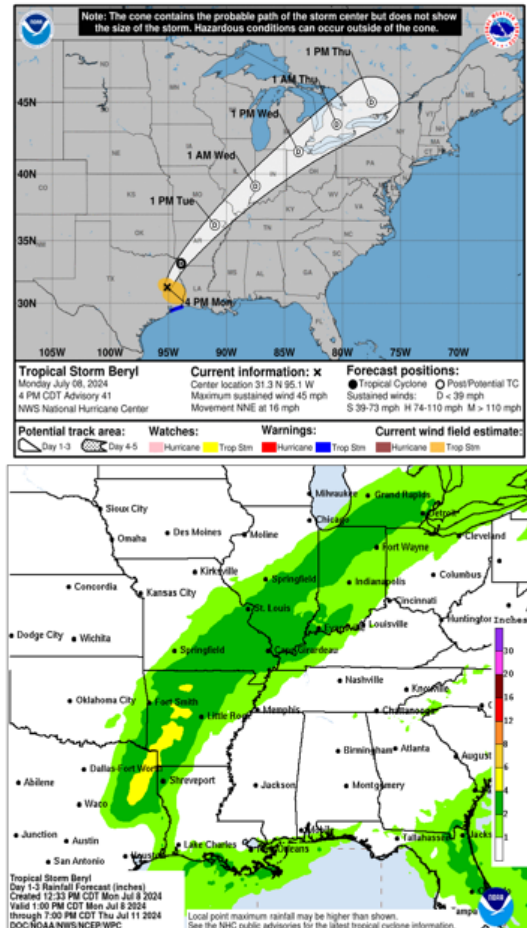 Note: The cone contains the probable path of the storm center but does not show
the size of the storm. Hazardous conditions can occur outside of the cone.
1 PM Thu
1 AM Thu
1 PM Wed
1 AM Wed
1 PM Tue
4 PM Mon
45N
40N
35N
30N
105W 100W 95W 90W 85W 80W 75W 70W 65W
Tropical Storm Beryl
Monday July 08, 2024
4 PM CDT Advisory 41
NWS National Hurricane Center
Current information: x
Center location 31.3 N 95.1 W
Maximum sustained wind 45 mph
Movement NNE at 16 mph
Forecast positions:
Tropical Cyclone Post/Potential TC
Sustained winds: D < 39 mph
S 39-73 mph H 74-110 mph M > 110 mph
Potential track area:
Day 1-3 Day 4-5
Watches:
Hurricane Trop Stm
Warnings:
Hurricane Trop Stm
Current wind field estimate:
Hurricane Trop Stm
Milwaukee
Grand Rapids
Sioux City
Chicago
Detroit
Omaha
Des Moines
Moline
Fort Wayne
Cleveland
Kirksville
Concordia
Kansas City
Springfield
Indianapolis
Columbus
Cincinnati
St. Louis
Dodge City
Wichita
Evansville
Louisville
Huntington
Inches
Springfield
Cape Girardeau
30
20
16
12
8
6
4
2
1
Nashville
Knoxville
Oklahoma City
Fort Smith
Little Rock
Memphis
Chattanooga
Birmingham
Atlanta
August
Dallas-Fort Worth
Abilene
Shreveport
Jackson
Montgomery
Waco
Junction
Austin
Lake Charles
Mobile
Tallahassee
Jacks
San Antonio
Houston
New Orleans
Orlando
Tampa
Tropical Storm Beryl
Day 1-3 Rainfall Forecast (inches)
Created 12:33 PM Mon Jul 8 2024
Valid 1:00 PM Mon Jul 8 2024
through 7:00 PM Thu Jul 11 2024
DOC/NOAA/NWS/NCEP/WPC
Local point maximum rainfall may be higher than shown.
See the NHC public advisories for the latest tropical cyclone information.
NOAA